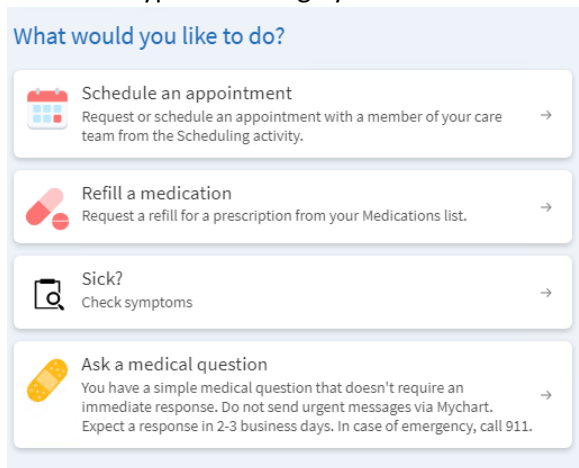 What would you like to do?
Schedule an appointment
Request or schedule an appointment with a member of your care
team from the Scheduling activity.
Refill a medication
Request a refill for a prescription from your Medications list.
Sick?
Check symptoms
Ask a medical question
You have a simple medical question that doesn't require an
immediate response. Do not send urgent messages via Mychart.
Expect a response in 2-3 business days. In case of emergency, call 911.